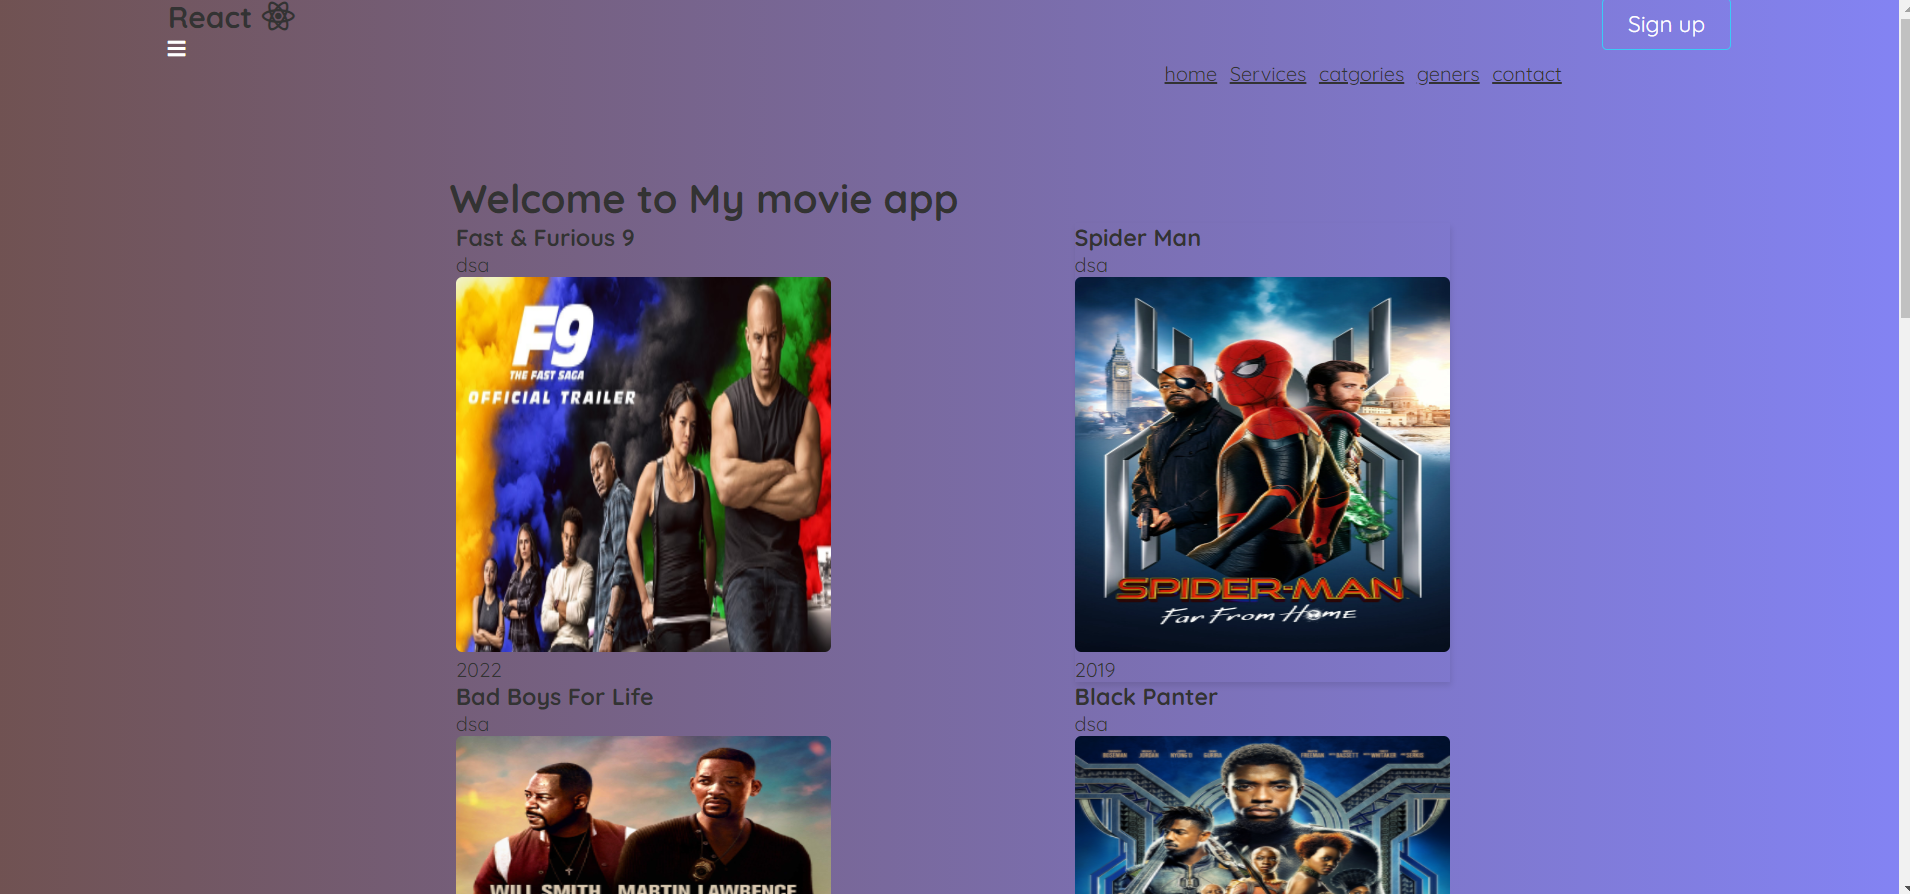 React
Sign up
home Services catgories geners contact
Welcome to My movie app
Fast & Furious 9
dsa
F9
THE FAST SAGA
OFFICIAL TRAILER
2022
Spider Man
dsa
SPIDER-MAN
Far From Home
2019
Bad Boys For Life
dsa
WILL SMITH MARTIN LAWRENCE
Black Panter
dsa